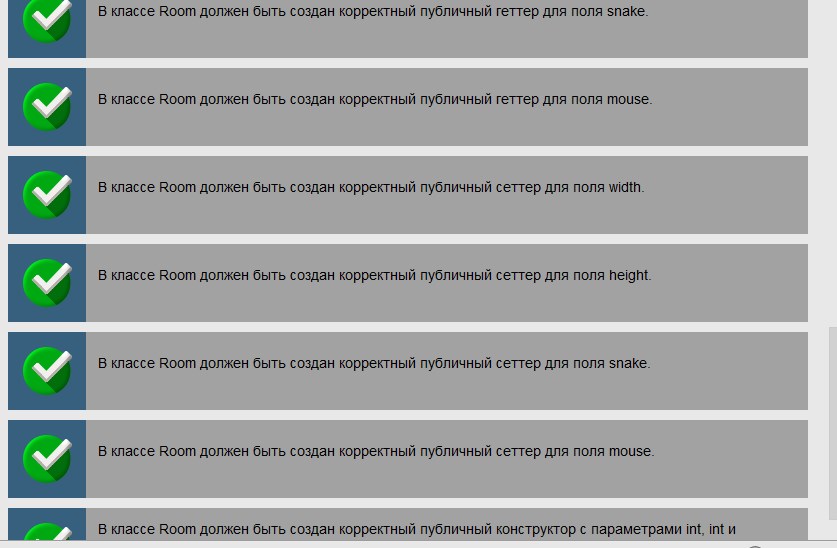 В классе Room должен быть создан корректный публичный геттер для поля snake.
В классе Room должен быть создан корректный публичный геттер для поля mouse.
В классе Room должен быть создан корректный публичный сеттер для поля width.
В классе Room должен быть создан корректный публичный сеттер для поля height.
В классе Room должен быть создан корректный публичный сеттер для поля snake.
В классе Room должен быть создан корректный публичный сеттер для поля mouse.
В классе Room должен быть создан корректный публичный конструктор с параметрами int, int и